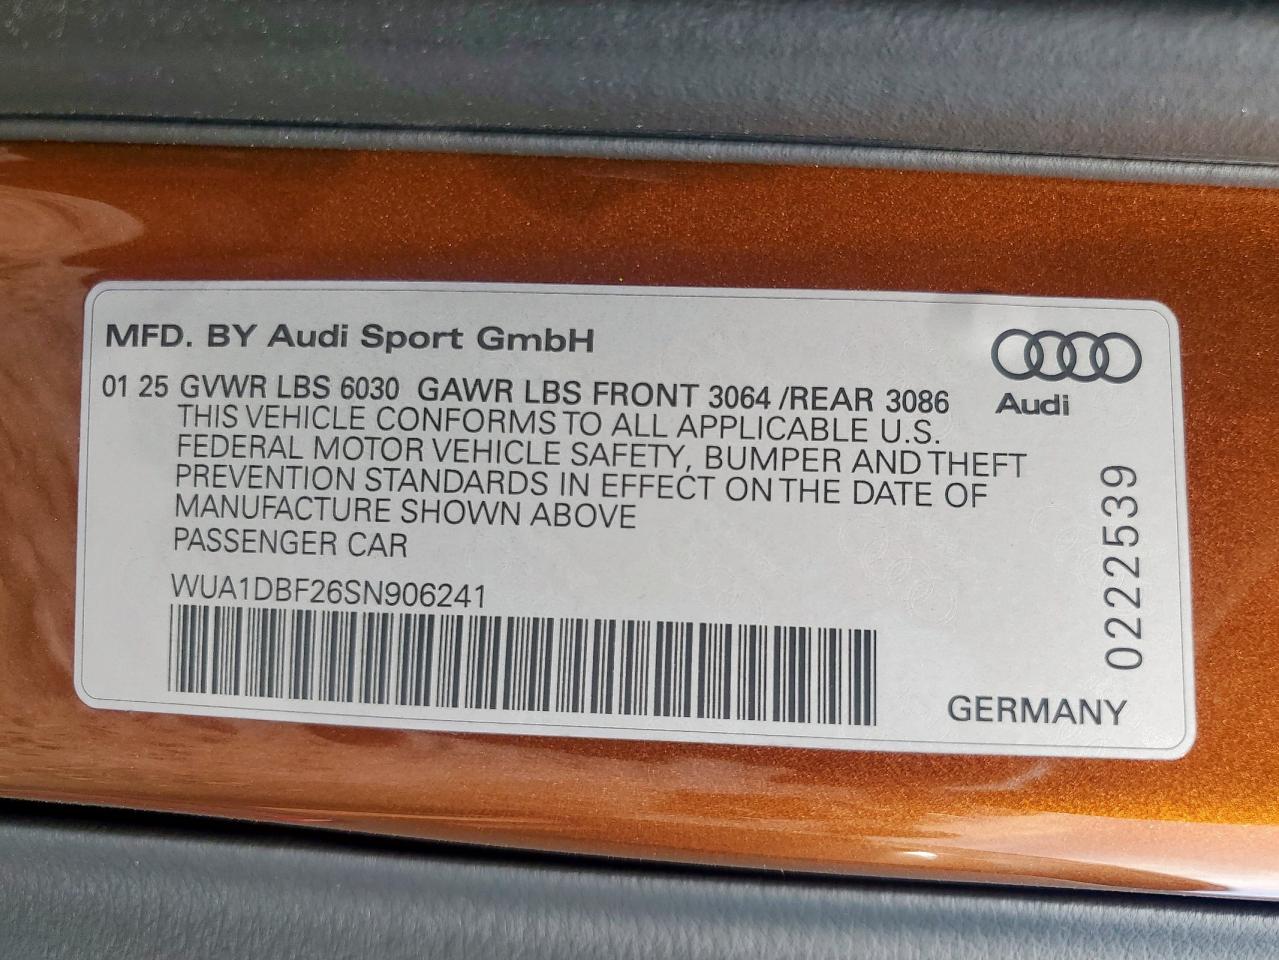 MFD. BY Audi Sport GmbH
01 25 GVWR LBS 6030 GAWR LBS FRONT 3064 /REAR 3086
THIS VEHICLE CONFORMS TO ALL APPLICABLE U.S.
FEDERAL MOTOR VEHICLE SAFETY, BUMPER AND THEFT
PREVENTION STANDARDS IN EFFECT ON THE DATE OF
MANUFACTURE SHOWN ABOVE
PASSENGER CAR
WUA1DBF26SN906241
Audi
0222539
GERMANY